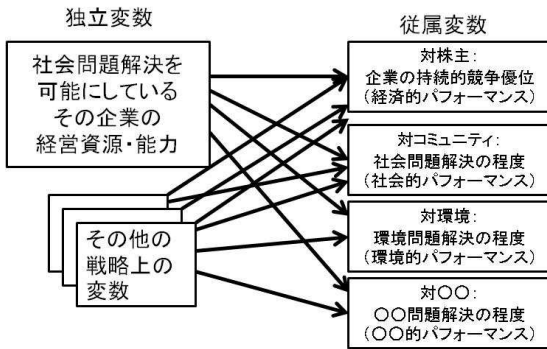 独立変数
社会問題解決を
可能にしている
その企業の
経営資源・能力
その他の
戦略上の
変数
従属変数
対株主：
企業の持続的競争優位
（経済的パフォーマンス）
対コミュニティ：
社会問題解決の程度
（社会的パフォーマンス）
対環境：
環境問題解決の程度
（環境的パフォーマンス）
対○○：
○○問題解決の程度
（○○的パフォーマンス）